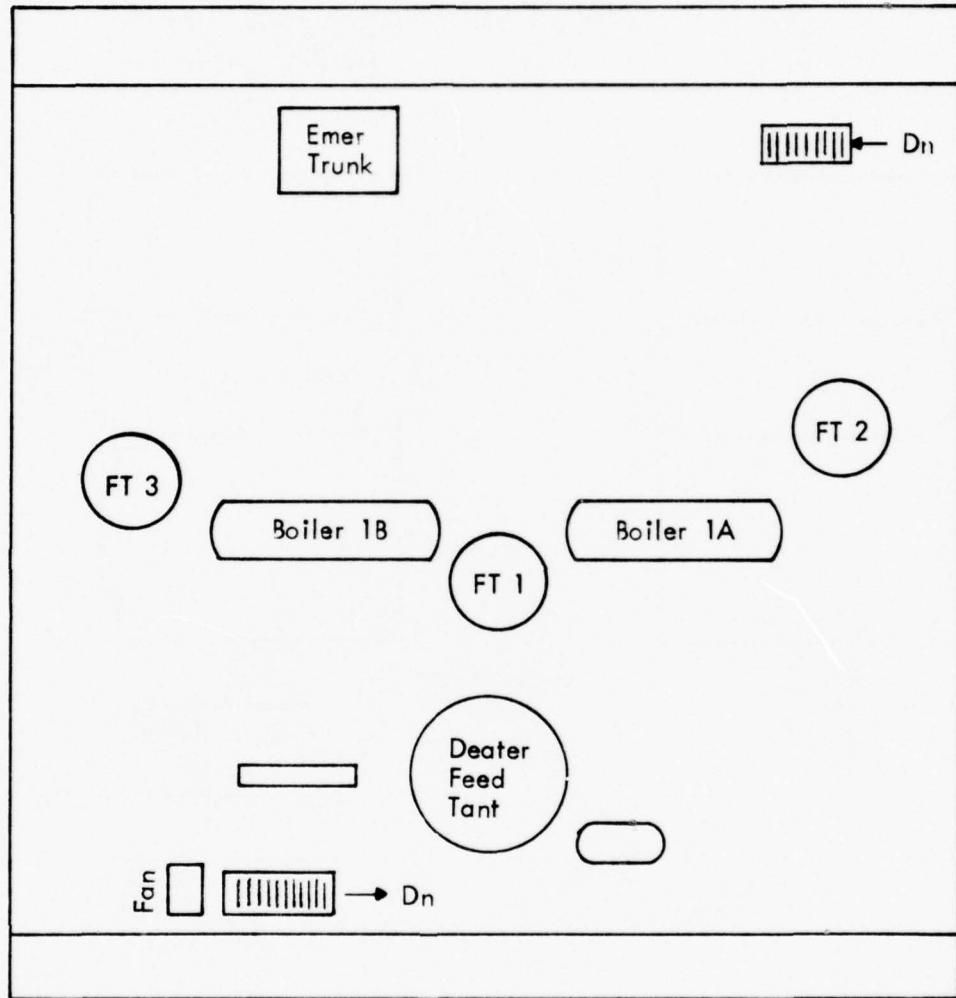 Emer
Trunk
Dn
FT 2
FT 3
Boiler 1B
Boiler 1A
FT 1
Deater
Feed
Tant
Fan
Dn